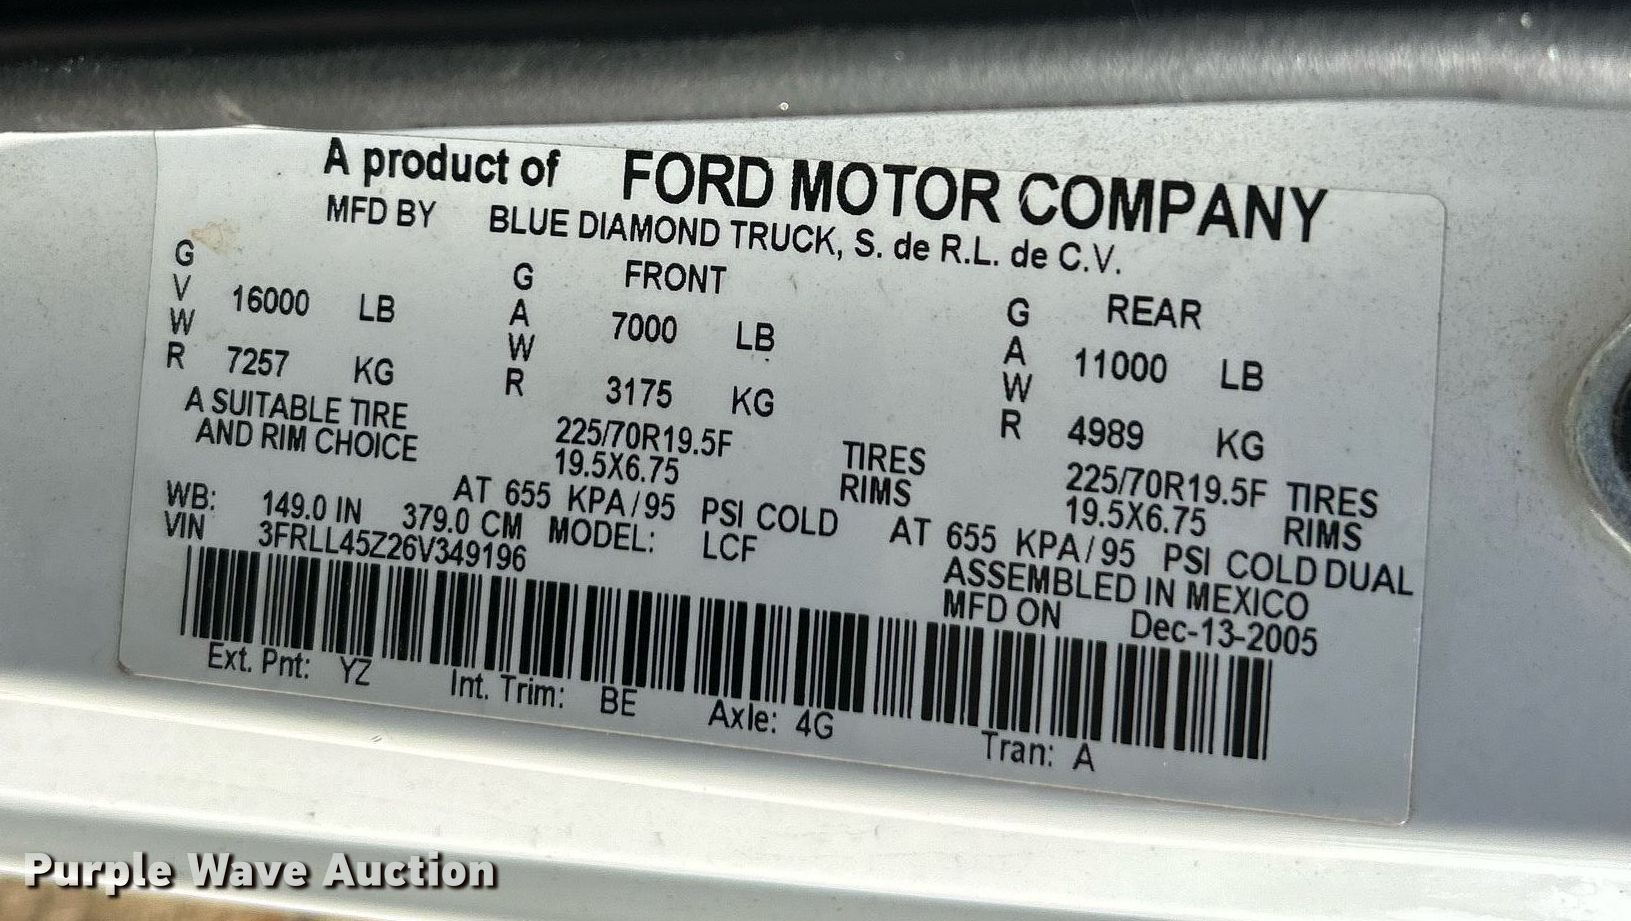 A product of FORD MOTOR COMPANY
MFD BY BLUE DIAMOND TRUCK, S. de R.L. de C.V.
GVWR 16000 LB
7257 KG
GAWR FRONT
7000 LB
3175 KG
GAWR REAR
11000 LB
4989 KG
A SUITABLE TIRE
AND RIM CHOICE
225/70R19.5F TIRES
19.5X6.75 RIMS
AT 655 KPA/95 PSI COLD
225/70R19.5F TIRES
19.5X6.75 RIMS
AT 655 KPA/95 PSI COLD DUAL
WB: 149.0 IN 379.0 CM MODEL: LCF
VIN 3FRLL45Z26V349196
ASSEMBLED IN MEXICO
MFD ON Dec-13-2005
Ext. Pnt: YZ Int. Trim: BE Axle: 4G Tran: A
Purple Wave Auction